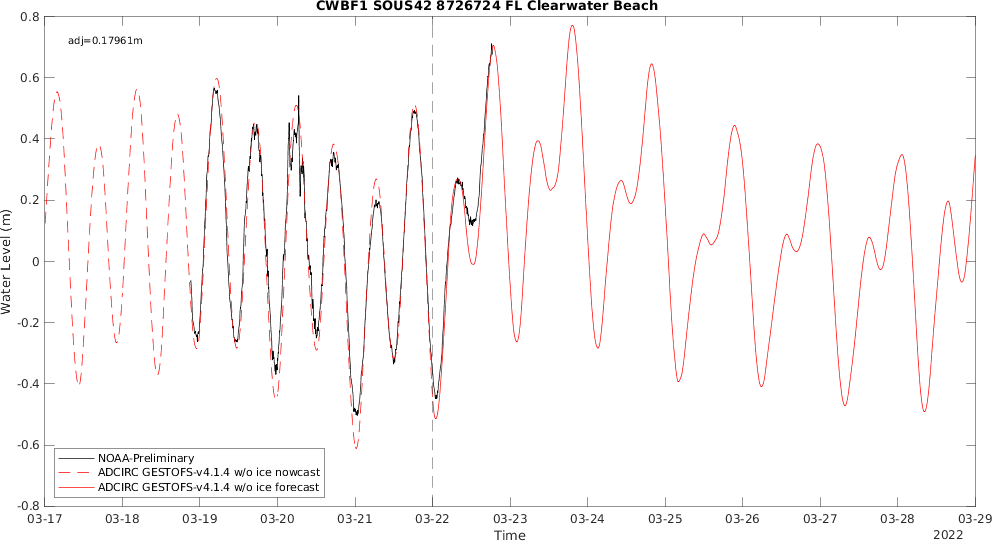 CWBF1 SOUS42 8726724 FL Clearwater Beach
adj=0.17961m
0.8
0.6
0.4
0.2
0
-0.2
-0.4
-0.6
-0.8
Water Level (m)
NOAA-Preliminary
ADCIRC GESTOFS-v4.1.4 w/o ice nowcast
ADCIRC GESTOFS-v4.1.4 w/o ice forecast
03-17 03-18 03-19 03-20 03-21 03-22 03-23 03-24 03-25 03-26 03-27 03-28 03-29
Time
2022